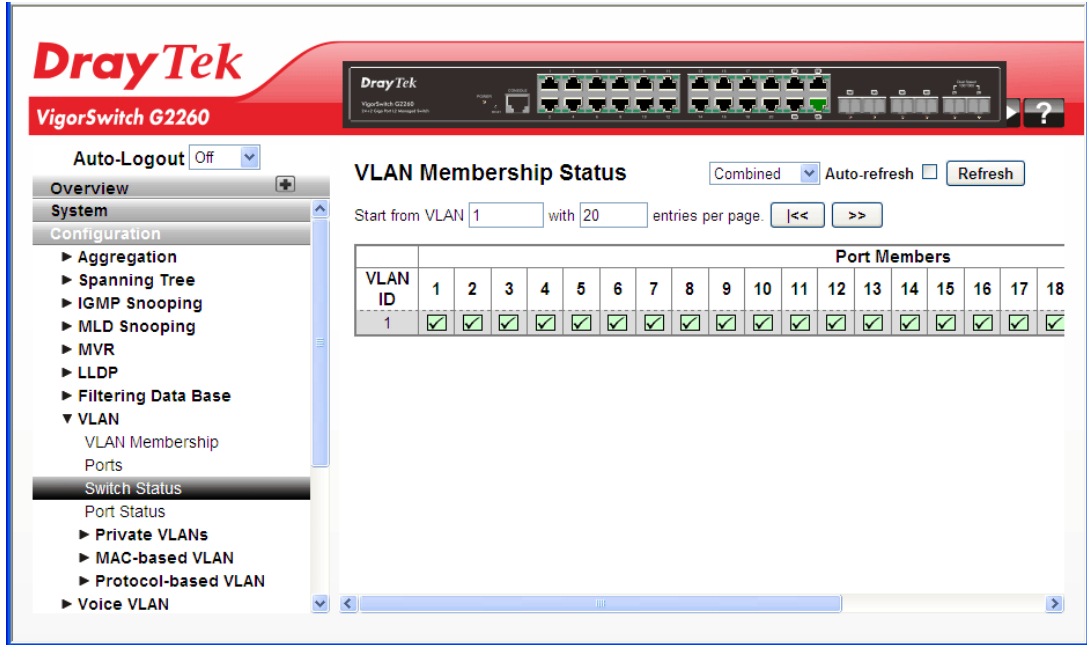 DrayTek
VigorSwitch G2260
DrayTek
VigorSwitch G2260
?
Auto-Logout Off
Overview
System
Configuration
► Aggregation
► Spanning Tree
► IGMP Snooping
► MLD Snooping
► MVR
► LLDP
► Filtering Data Base
▼ VLAN
VLAN Membership
Ports
Switch Status
Port Status
► Private VLANs
► MAC-based VLAN
► Protocol-based VLAN
► Voice VLAN
VLAN Membership Status Combined Auto-refresh Refresh
Start from VLAN 1 with 20 entries per page. |<< >>
Port Members
VLAN ID 1 2 3 4 5 6 7 8 9 10 11 12 13 14 15 16 17 18
1